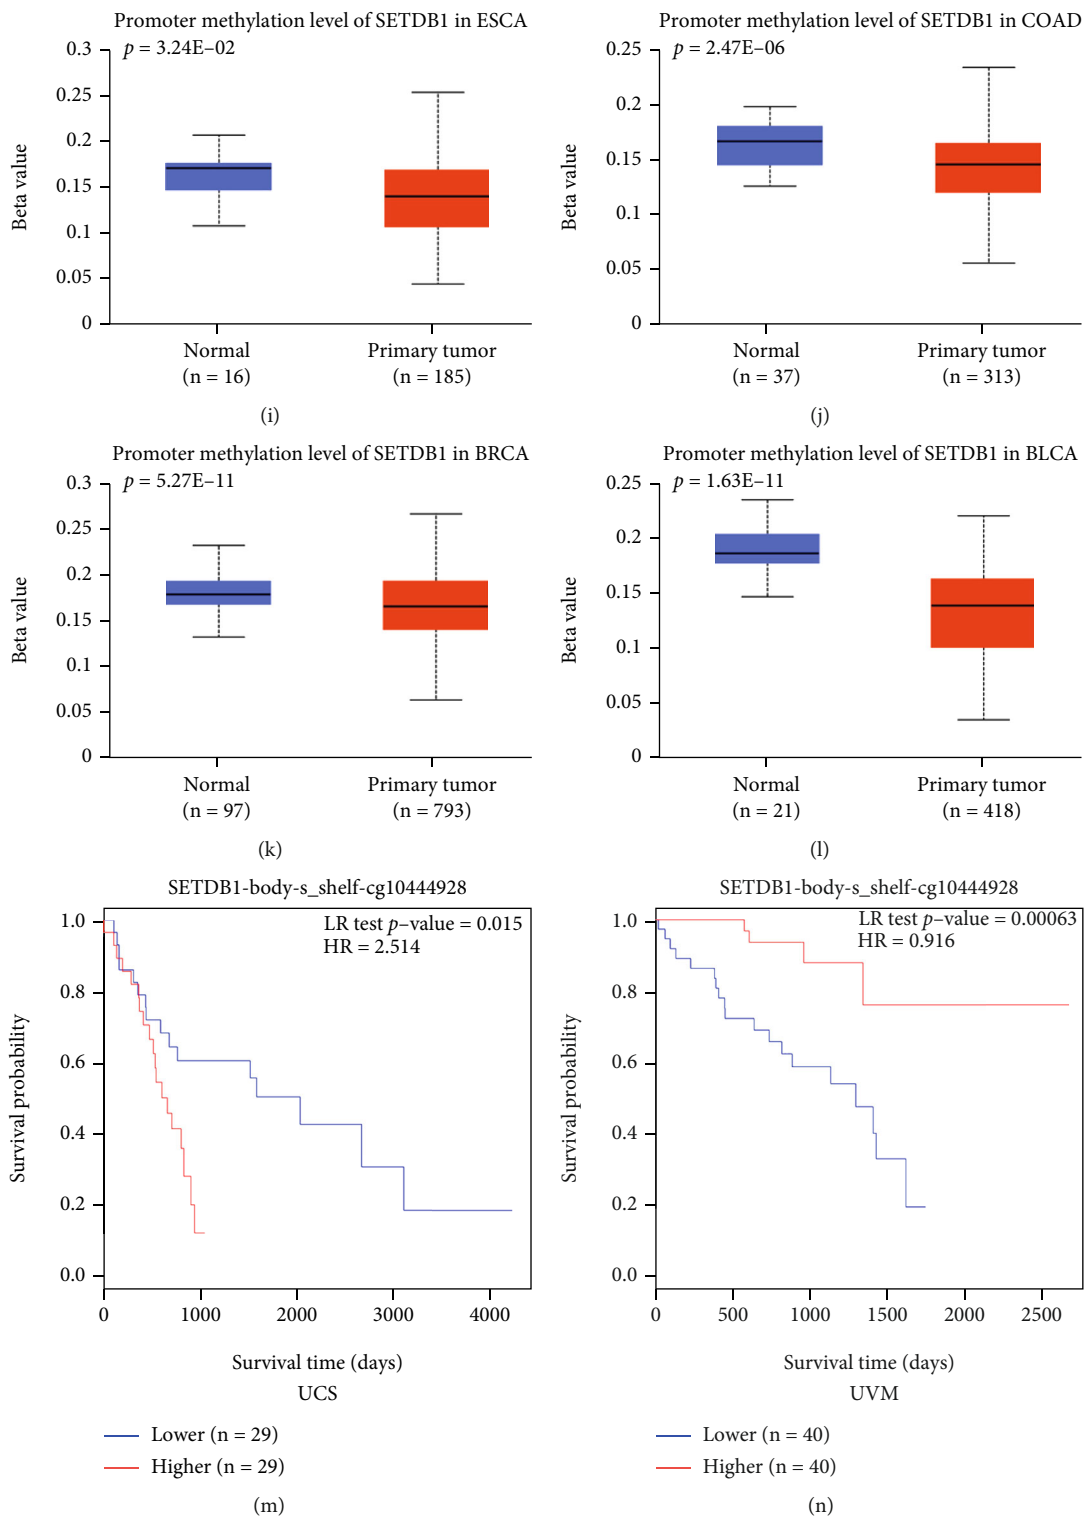 Promoter methylation level of SETDB1 in ESCA
p = 3.24E–02
0.3
0.25
0.2
0.15
0.1
0.05
0
Beta value
Normal
(n = 16)
Primary tumor
(n = 185)
(i)
Promoter methylation level of SETDB1 in COAD
p = 2.47E–06
0.25
0.2
0.15
0.1
0.05
0
Beta value
Normal
(n = 37)
Primary tumor
(n = 313)
(j)
Promoter methylation level of SETDB1 in BRCA
p = 5.27E–11
0.3
0.25
0.2
0.15
0.1
0.05
0
Beta value
Normal
(n = 97)
Primary tumor
(n = 793)
(k)
Promoter methylation level of SETDB1 in BLCA
p = 1.63E–11
0.25
0.2
0.15
0.1
0.05
0
Beta value
Normal
(n = 21)
Primary tumor
(n = 418)
(l)
SETDB1-body-s_shelf-cg10444928
LR test p–value = 0.015
HR = 2.514
1.0
0.8
0.6
0.4
0.2
0.0
Survival probability
0 1000 2000 3000 4000
Survival time (days)
UCS
Lower (n = 29)
Higher (n = 29)
(m)
SETDB1-body-s_shelf-cg10444928
LR test p–value = 0.00063
HR = 0.916
1.0
0.8
0.6
0.4
0.2
0.0
Survival probability
0 500 1000 1500 2000 2500
Survival time (days)
UVM
Lower (n = 40)
Higher (n = 40)
(n)